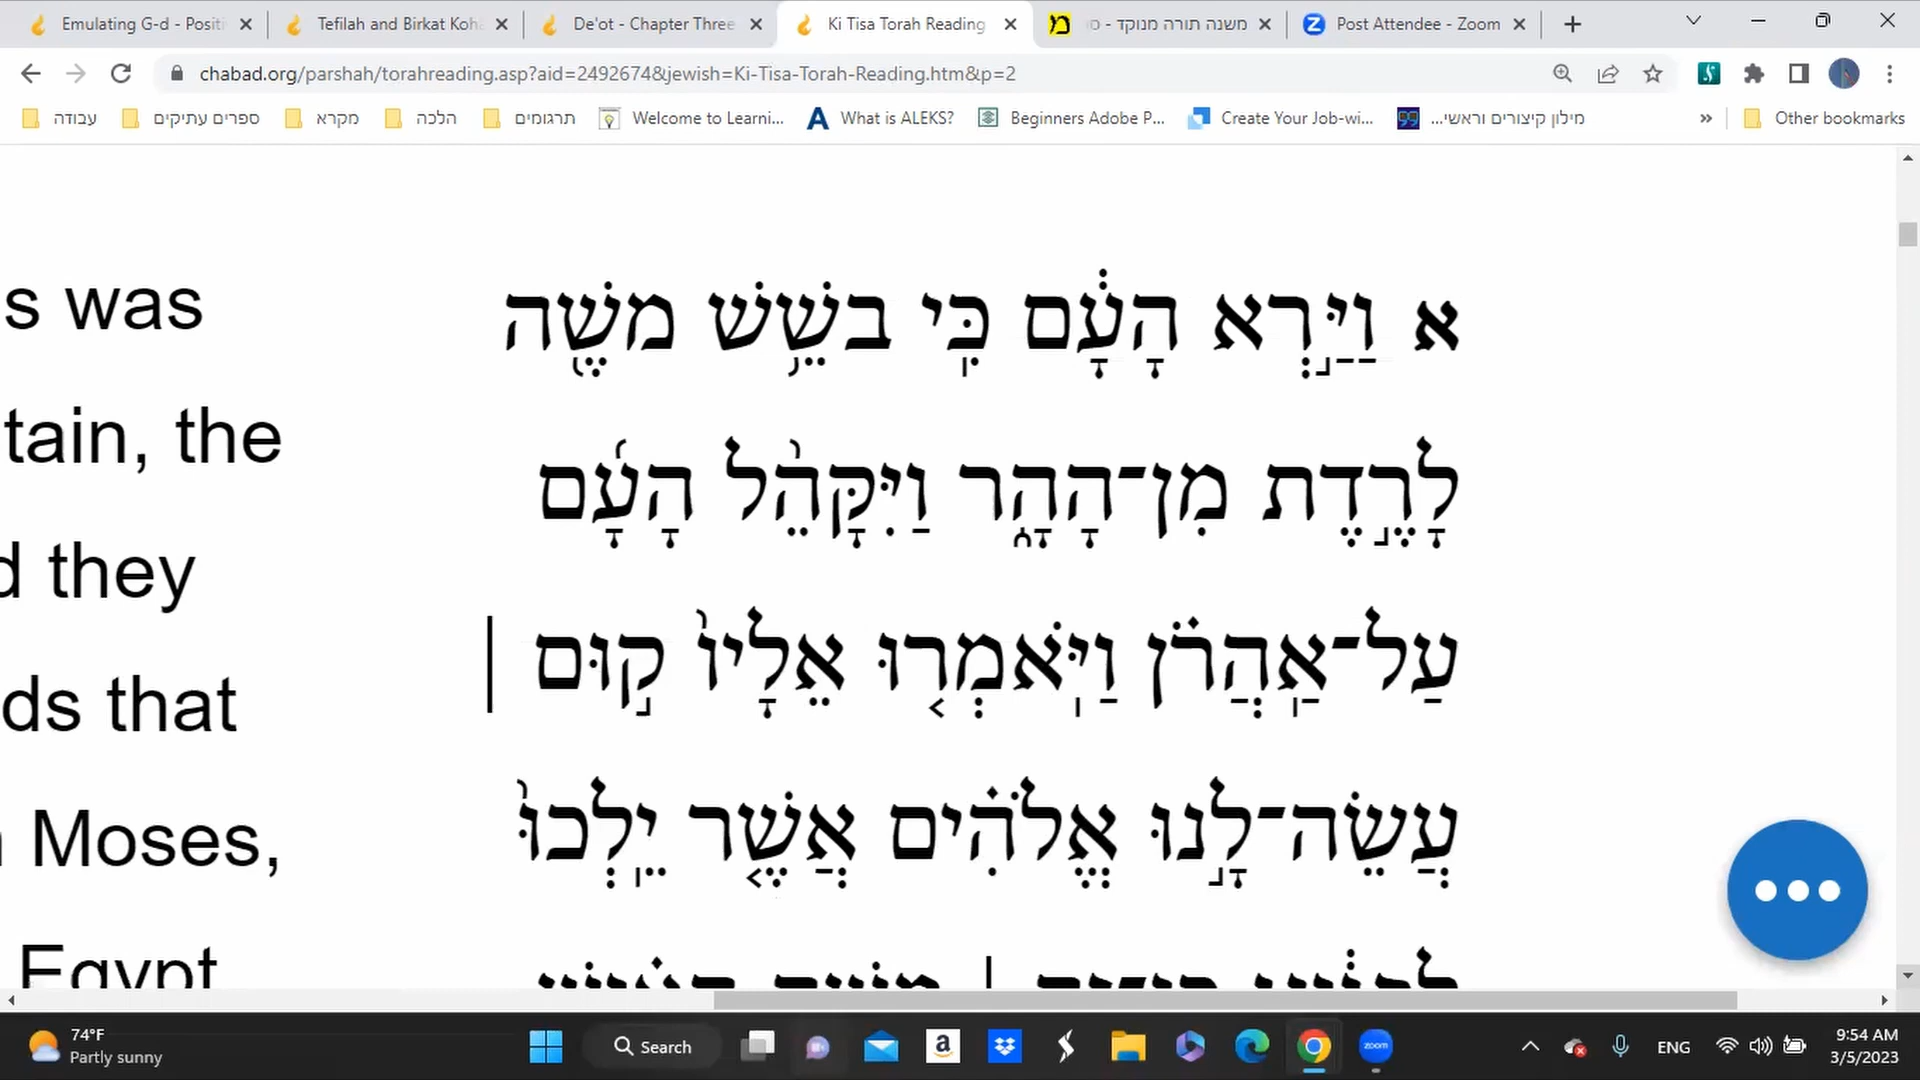 Emulating G-d - Positi
Tefilah and Birkat Koha
De'ot - Chapter Three
Ki Tisa Torah Reading
משנה תורה מנוקד - ס
Post Attendee - Zoom
chabad.org/parshah/torahreading.asp?aid=2492674&jewish=Ki-Tisa-Torah-Reading.htm&p=2
עבודה
ספרים עתיקים
מקרא
הלכה
תרגומים
Welcome to Learni...
What is ALEKS?
Beginners Adobe P...
Create Your Job-wi...
מילון קיצורים וראשי...
Other bookmarks
s was
א וַיַּ֣רְא הָעָ֔ם כִּֽי בשֵׁ֥שׁ משֶׁ֖ה
tain, the
לָרֶ֣דֶת מִן־הָהָ֑ר וַיִּקָּהֵ֨ל הָעָ֜ם
d they
עַל־אַֽהֲרֹ֗ן וַיֹּֽאמְר֤וּ אֵלָיו֙ ק֣וּם |
ds that
עֲשֵׂה־לָ֣נוּ אֱלֹהִ֗ים אֲשֶׁ֤ר יֵֽלְכוּ֙
Moses,
Egypt
74°F
Partly sunny
Search
ENG
9:54 AM
3/5/2023